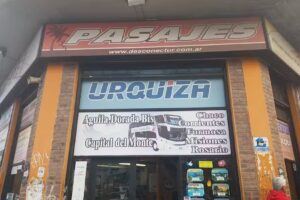 PASAJES
www.desconectur.com.ar
URQUIZA
Aguila Dorada Bis
Capital del Monte
Chaco
Corrientes
Formosa
Misiones
Rosario